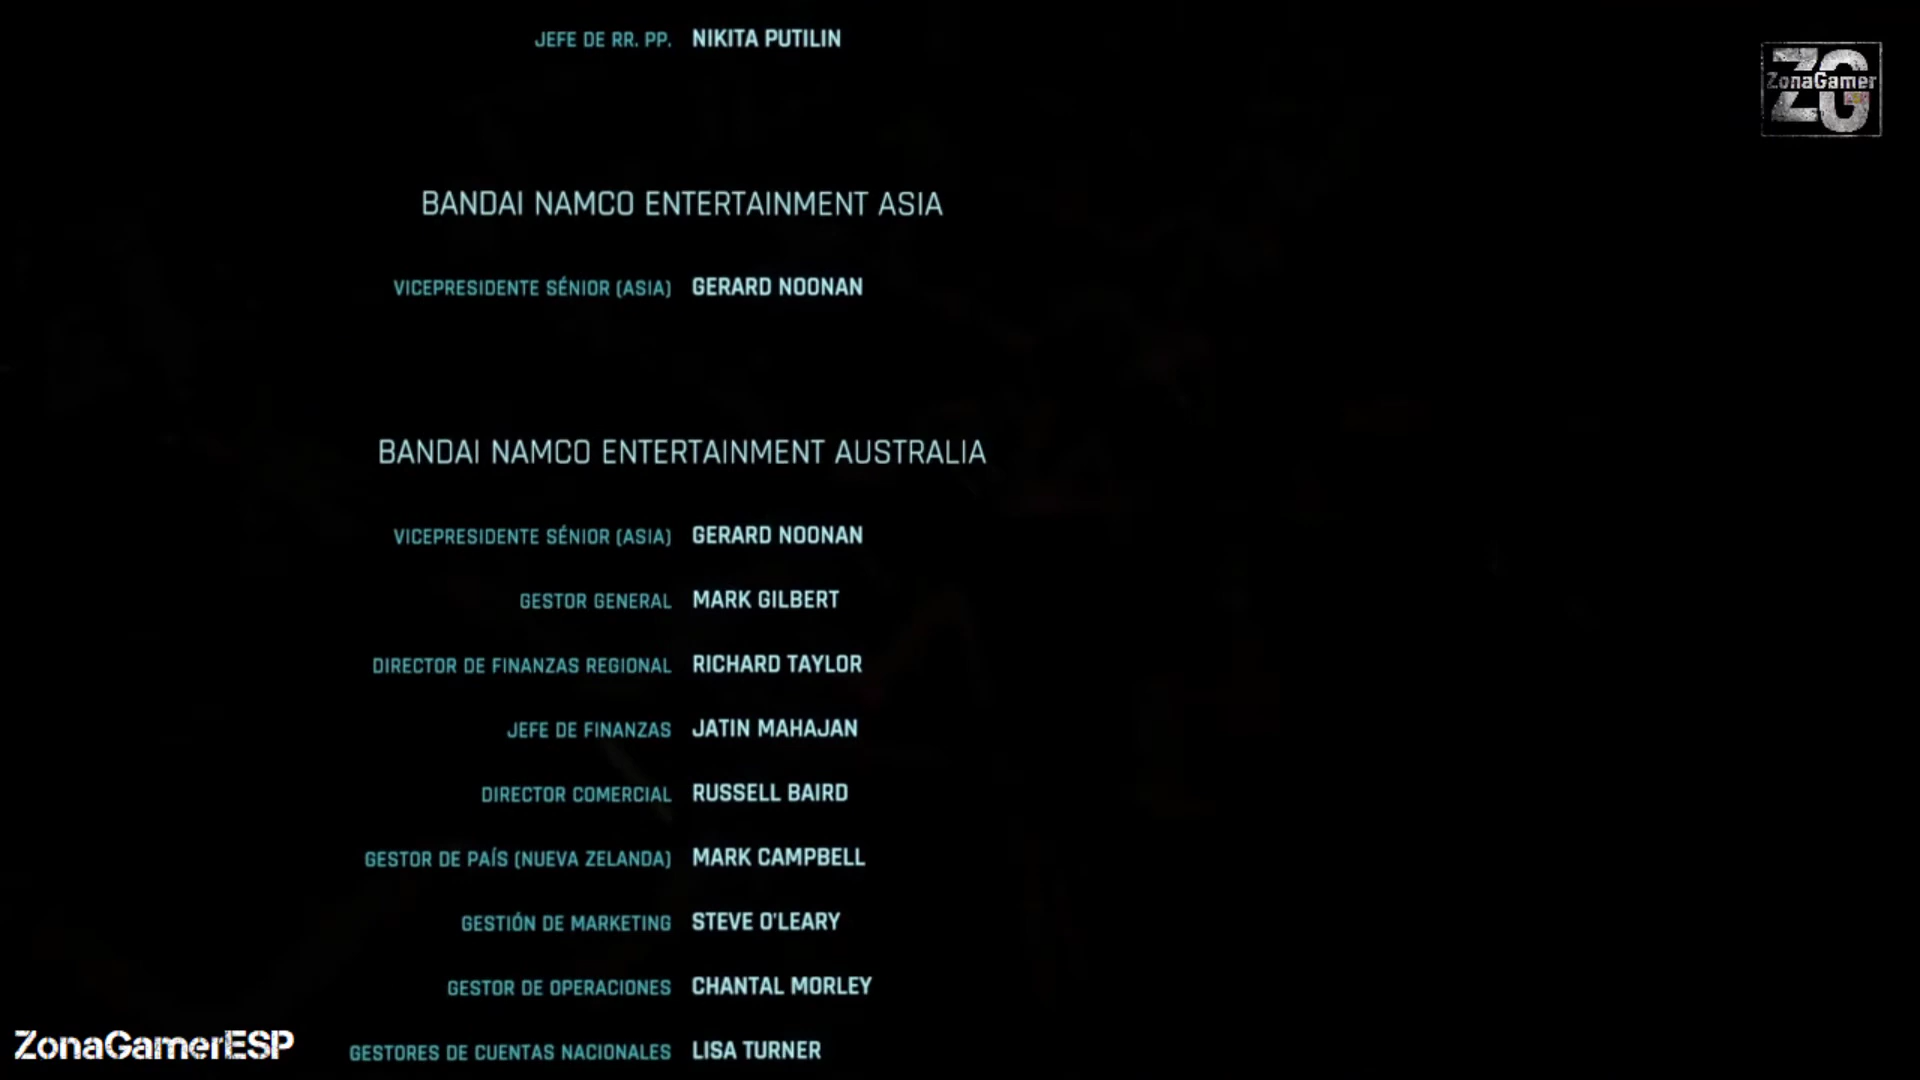 JEFE DE RR. PP. NIKITA PUTILIN
ZG
ZonaGamer
BANDAI NAMCO ENTERTAINMENT ASIA
VICEPRESIDENTE SÉNIOR (ASIA) GERARD NOONAN
BANDAI NAMCO ENTERTAINMENT AUSTRALIA
VICEPRESIDENTE SÉNIOR (ASIA) GERARD NOONAN
GESTOR GENERAL MARK GILBERT
DIRECTOR DE FINANZAS REGIONAL RICHARD TAYLOR
JEFE DE FINANZAS JATIN MAHAJAN
DIRECTOR COMERCIAL RUSSELL BAIRD
GESTOR DE PAÍS (NUEVA ZELANDA) MARK CAMPBELL
GESTIÓN DE MARKETING STEVE O'LEARY
GESTOR DE OPERACIONES CHANTAL MORLEY
GESTORES DE CUENTAS NACIONALES LISA TURNER
ZonaGamerESP